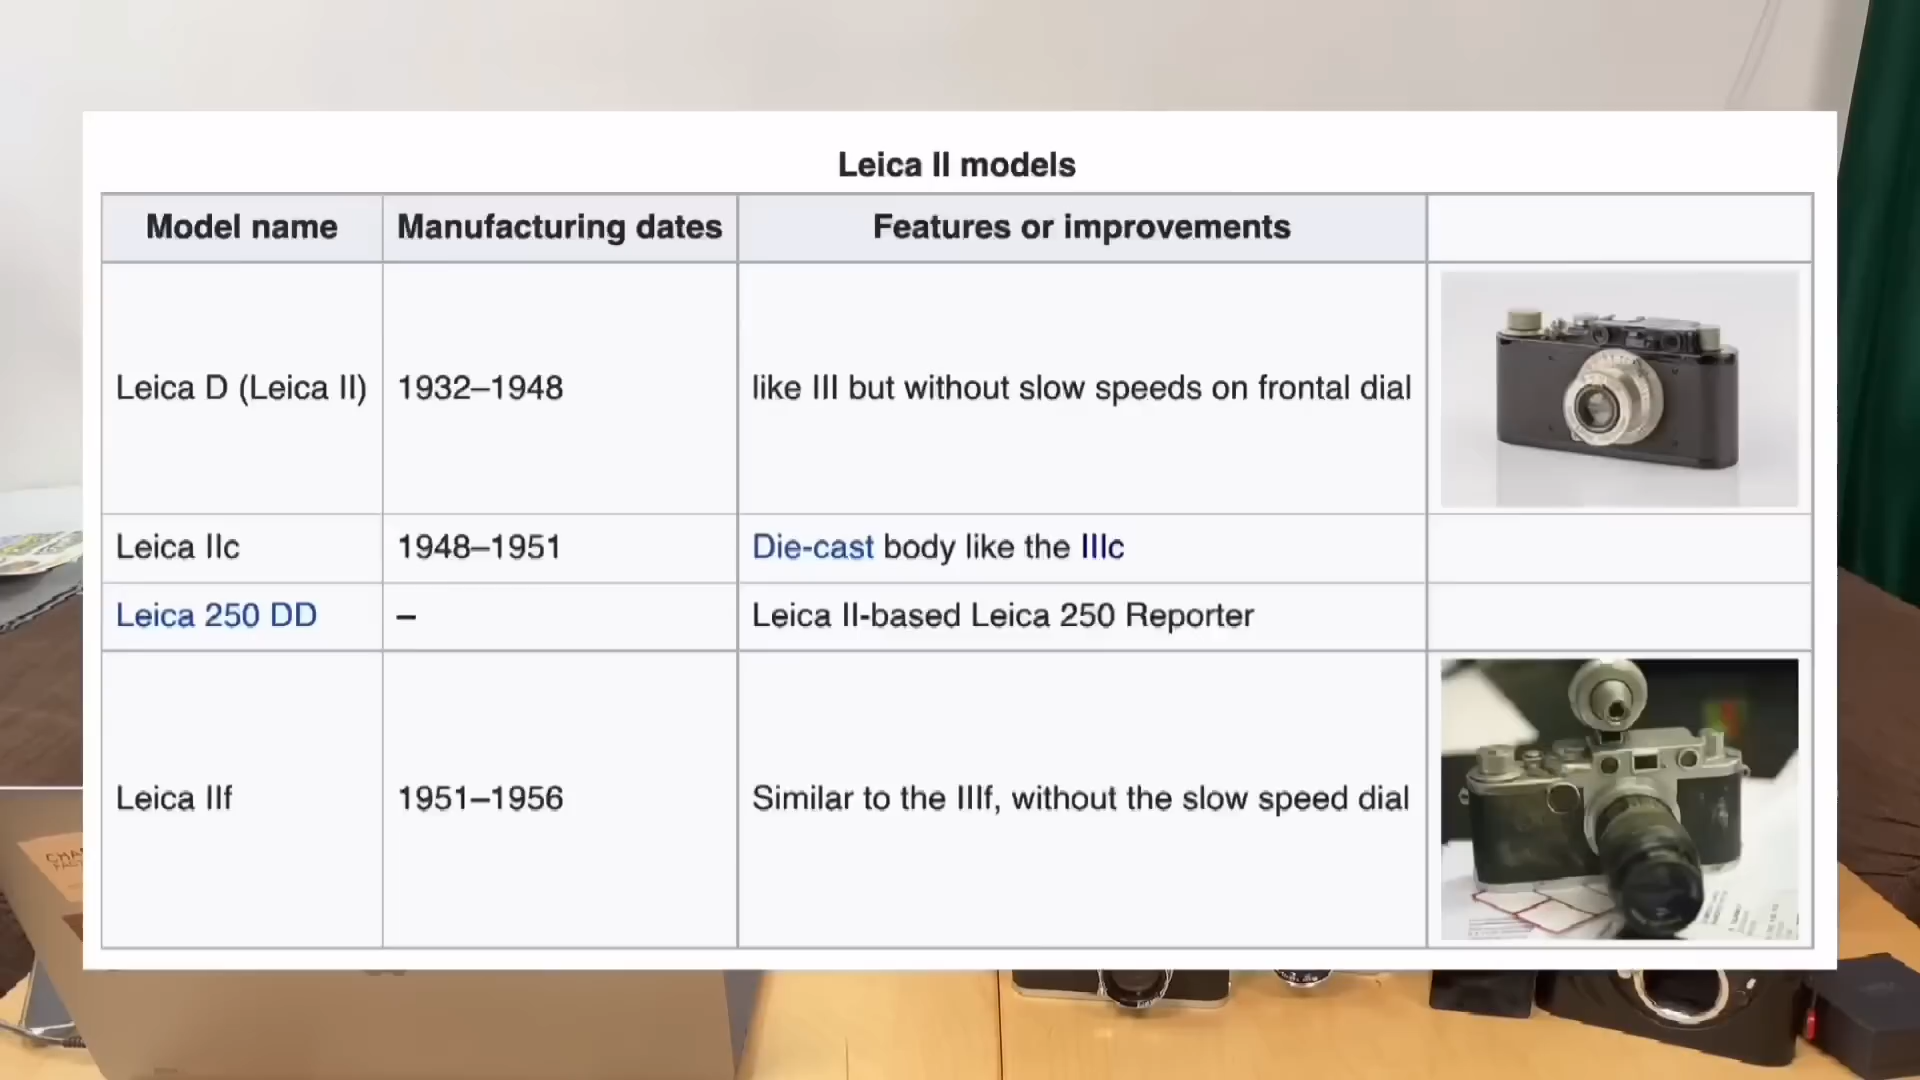 Leica II models
Model name Manufacturing dates Features or improvements
Leica D (Leica II) 1932–1948 like III but without slow speeds on frontal dial
Leica IIc 1948–1951 Die-cast body like the IIIc
Leica 250 DD – Leica II-based Leica 250 Reporter
Leica IIf 1951–1956 Similar to the IIIf, without the slow speed dial